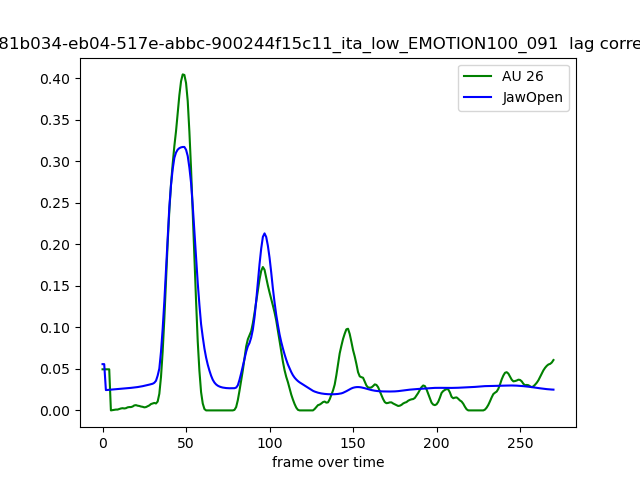 81b034-eb04-517e-abbc-900244f15c11_ita_low_EMOTION100_091 lag corre
AU 26
JawOpen
0.40
0.35
0.30
0.25
0.20
0.15
0.10
0.05
0.00
0 50 100 150 200 250
frame over time